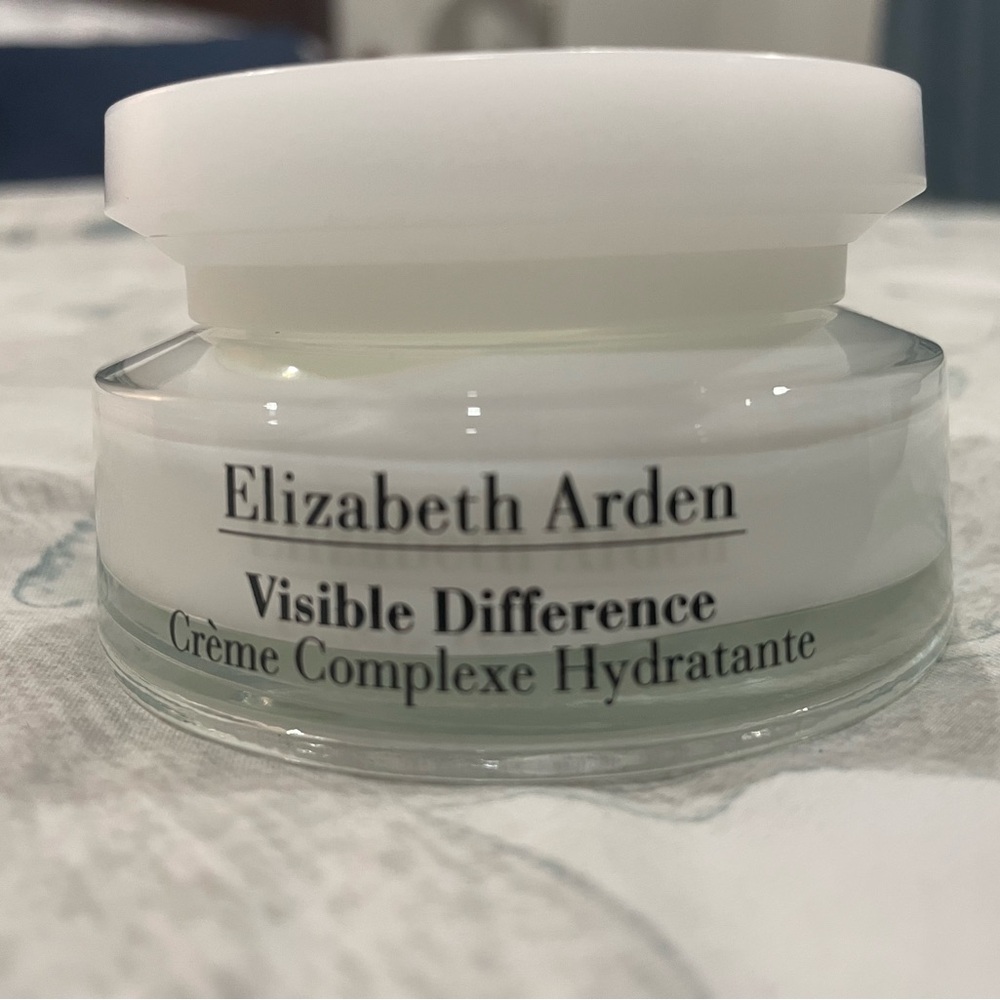 Elizabeth Arden
Visible Difference
Crème Complexe Hydratante